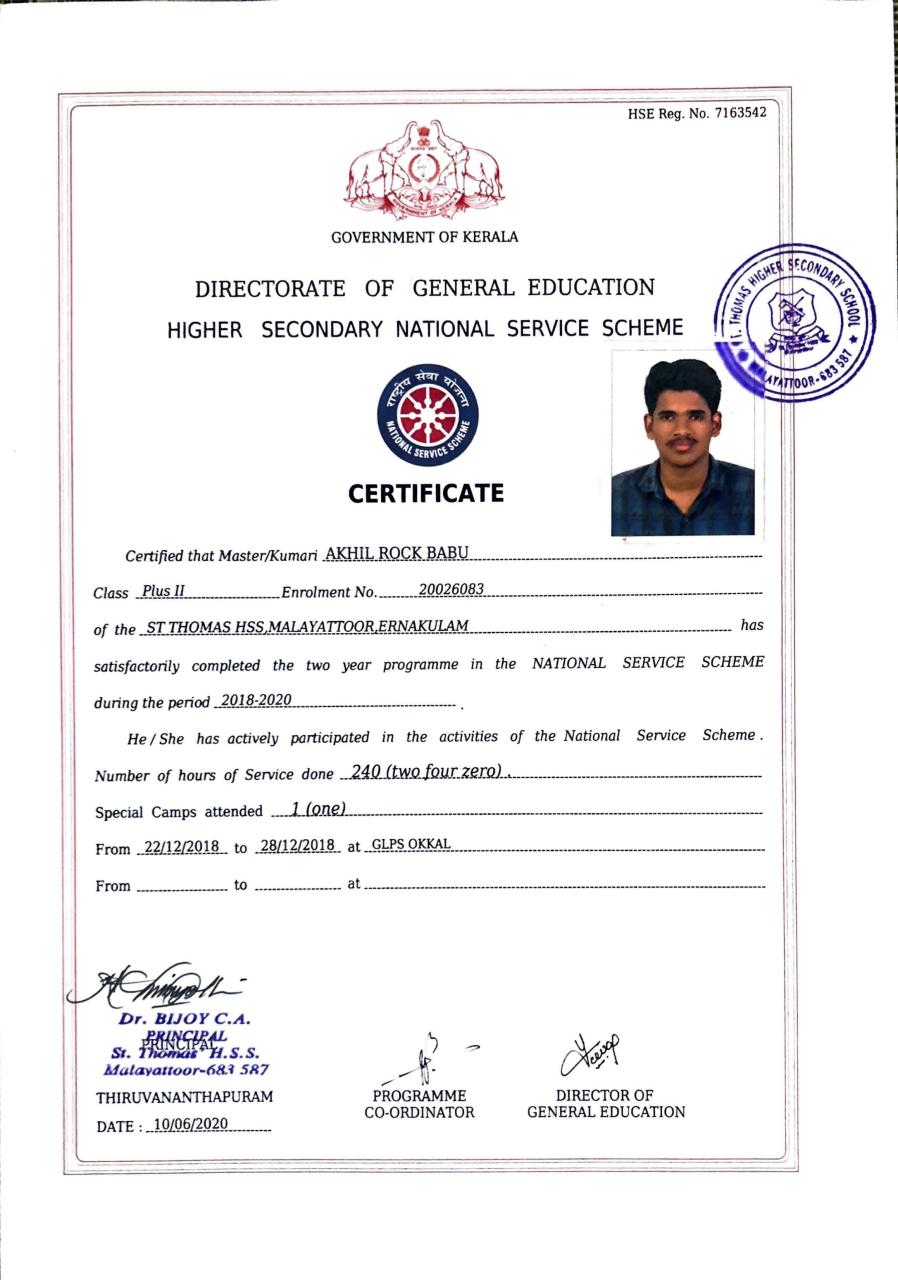 HSE Reg. No. 7163542
GOVERNMENT OF KERALA
DIRECTORATE OF GENERAL EDUCATION
HIGHER SECONDARY NATIONAL SERVICE SCHEME
T. THOMAS HIGHER SECONDARY SCHOOL
MALAYATTOOR-683 587
राष्ट्रीय सेवा योजना
NATIONAL SERVICE SCHEME
CERTIFICATE
Certified that Master/Kumari AKHIL ROCK BABU
Class Plus II Enrolment No. 20026083
of the ST THOMAS HSS,MALAYATTOOR,ERNAKULAM has
satisfactorily completed the two year programme in the NATIONAL SERVICE SCHEME
during the period 2018-2020 .
He / She has actively participated in the activities of the National Service Scheme .
Number of hours of Service done 240 (two four zero) .
Special Camps attended 1 (one)
From 22/12/2018 to 28/12/2018 at GLPS OKKAL
From to at
Dr. BIJOY C.A.
PRINCIPAL
PRINCIPAL
St. Thomas' H.S.S.
Malayattoor-683 587
THIRUVANANTHAPURAM
DATE : 10/06/2020
PROGRAMME
CO-ORDINATOR
DIRECTOR OF
GENERAL EDUCATION